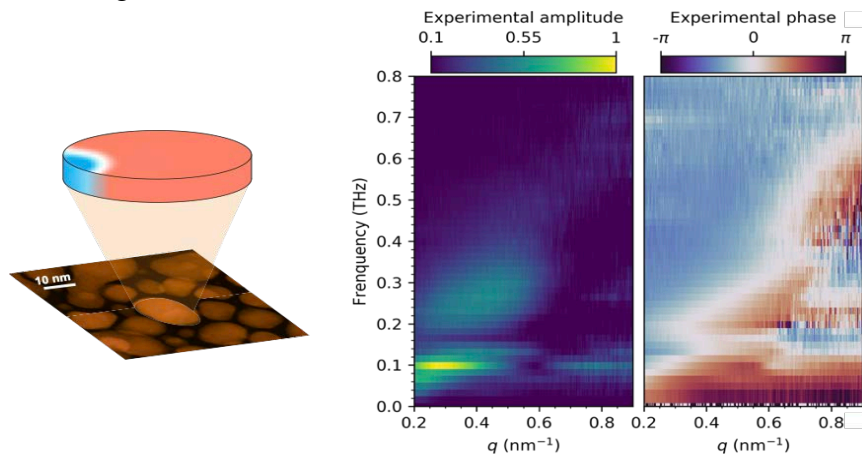 Experimental amplitude
0.1 0.55 1
Experimental phase
-π 0 π
0.8
0.7
0.6
0.5
0.4
0.3
0.2
0.1
0.0
Frenquency (THz)
0.2 0.4 0.6 0.8
q (nm⁻¹)
0.2 0.4 0.6 0.8
q (nm⁻¹)
10 nm